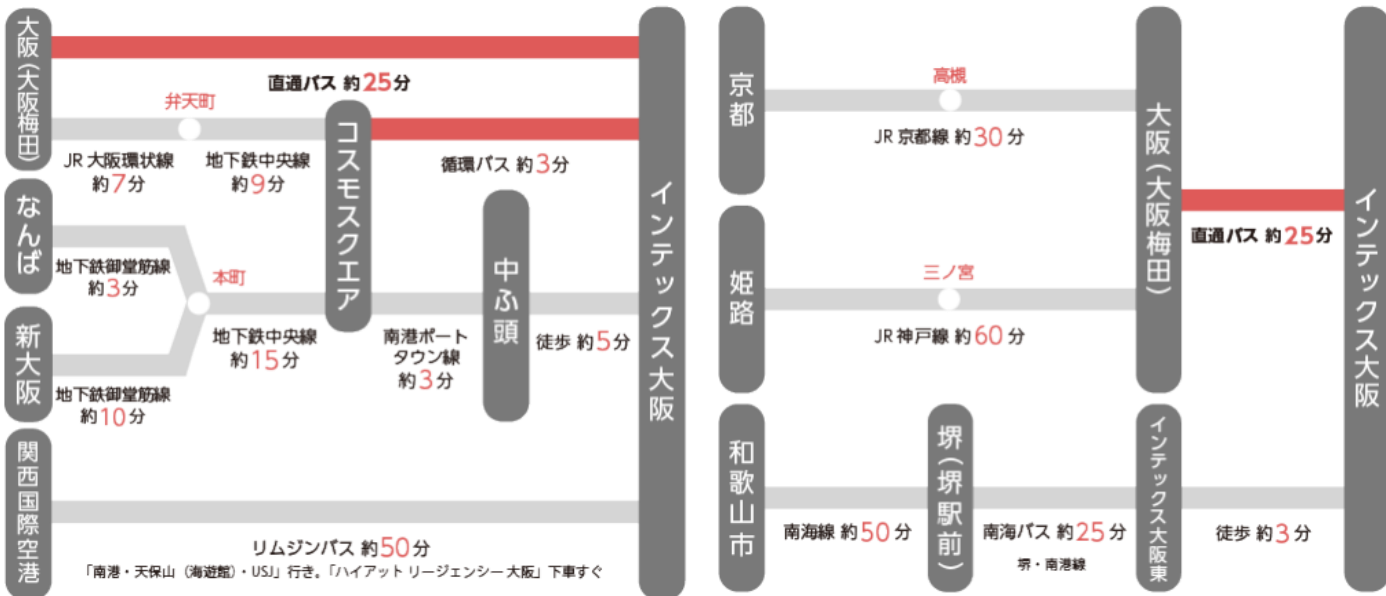 大阪(大阪梅田)
直通バス 約25分
弁天町
JR 大阪環状線
約7分
地下鉄中央線
約9分
コスモスクエア
循環バス 約3分
インテックス大阪
なんば
地下鉄御堂筋線
約3分
本町
新大阪
地下鉄御堂筋線
約10分
地下鉄中央線
約15分
南港ポート
タウン線
約3分
中ふ頭
徒歩 約5分
関西国際空港
リムジンバス 約50分
「南港・天保山（海遊館）・USJ」行き。「ハイアット リージェンシー 大阪」下車すぐ
京都
高槻
JR 京都線 約30分
大阪(大阪梅田)
直通バス 約25分
インテックス大阪
姫路
三ノ宮
JR 神戸線 約60分
和歌山市
南海線 約50分
堺(堺駅前)
南海バス 約25分
堺・南港線
インテックス大阪東
徒歩 約3分